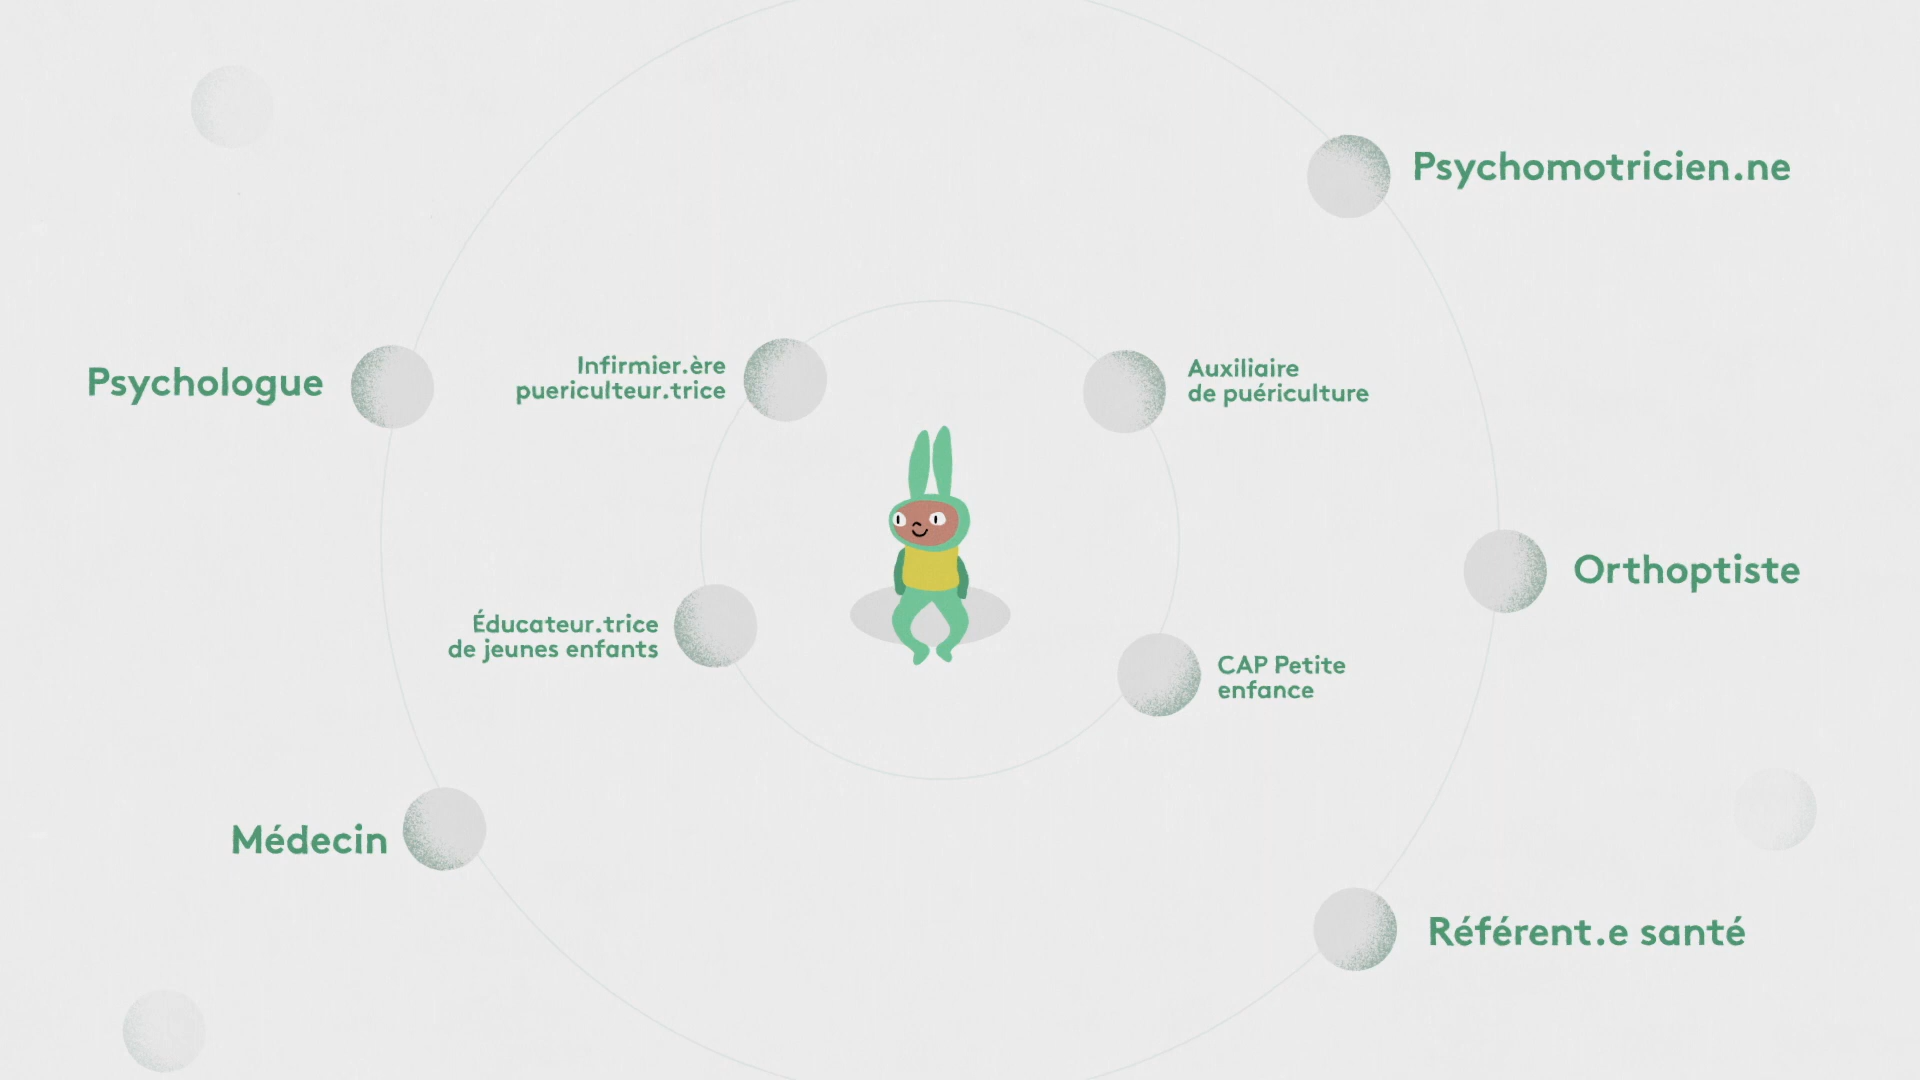 Psychomotricien.ne
Psychologue
Infirmier.ère
puericulteur.trice
Auxiliaire
de puériculture
Orthoptiste
Éducateur.trice
de jeunes enfants
CAP Petite
enfance
Médecin
Référent.e santé